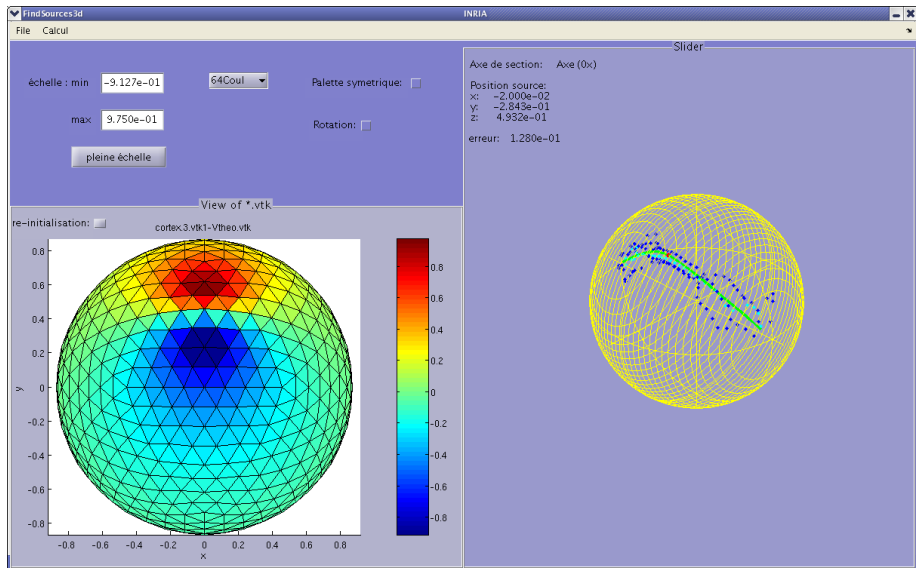 FindSources3d INRIA
File Calcul
échelle : min -9.127e-01 64Coul Palette symetrique:
max 9.750e-01 Rotation:
pleine échelle
View of *.vtk
re-initialisation:
cortex.3.vtk1-Vtheo.vtk
0.8
0.6
0.4
0.2
0
-0.2
-0.4
-0.6
-0.8
y
-0.8 -0.6 -0.4 -0.2 0 0.2 0.4 0.6 0.8
x
0.8
0.6
0.4
0.2
0
-0.2
-0.4
-0.6
-0.8
Slider
Axe de section: Axe (0x)
Position source:
x: -2.000e-02
y: -2.843e-01
z: 4.932e-01
erreur: 1.280e-01